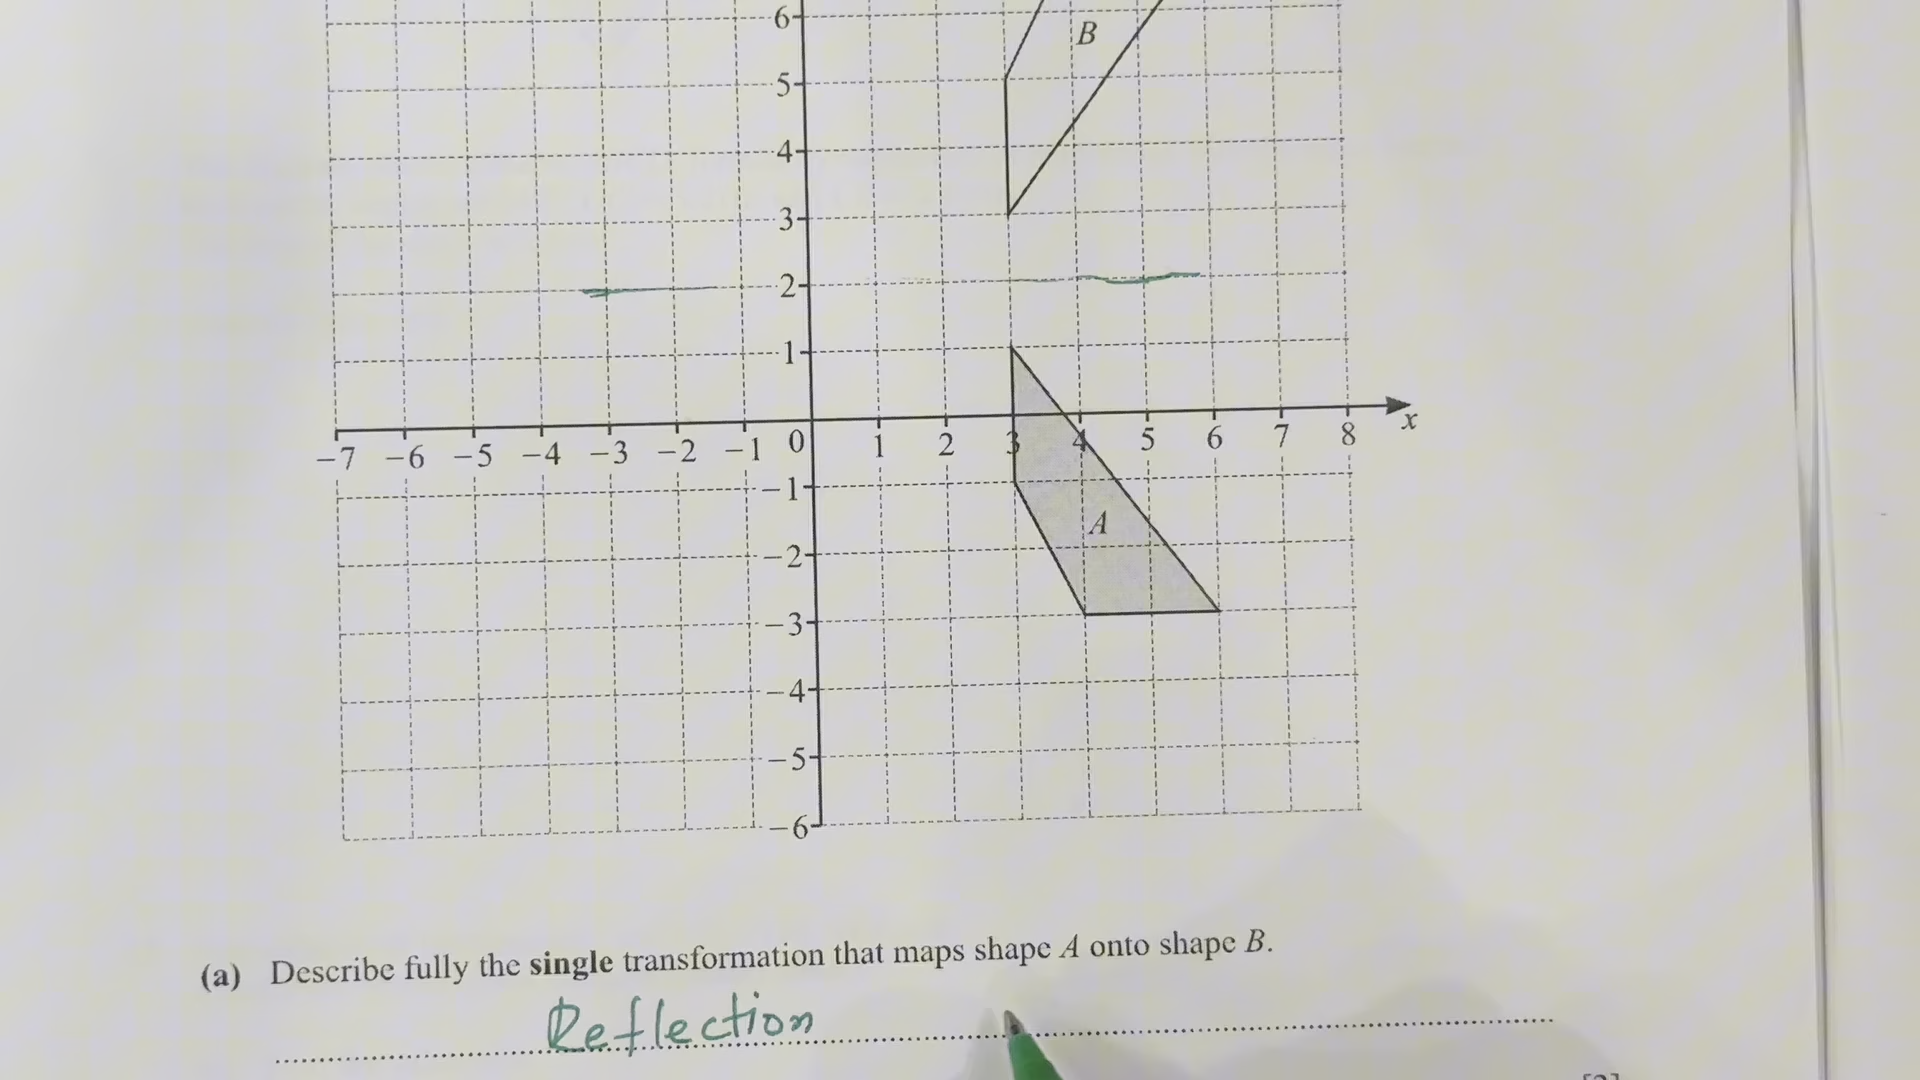 6
B
5
4
3
2
1
−7 −6 −5 −4 −3 −2 −1 0 1 2 3 4 5 6 7 8 x
−1
A
−2
−3
−4
−5
−6
(a) Describe fully the single transformation that maps shape A onto shape B.
Reflection